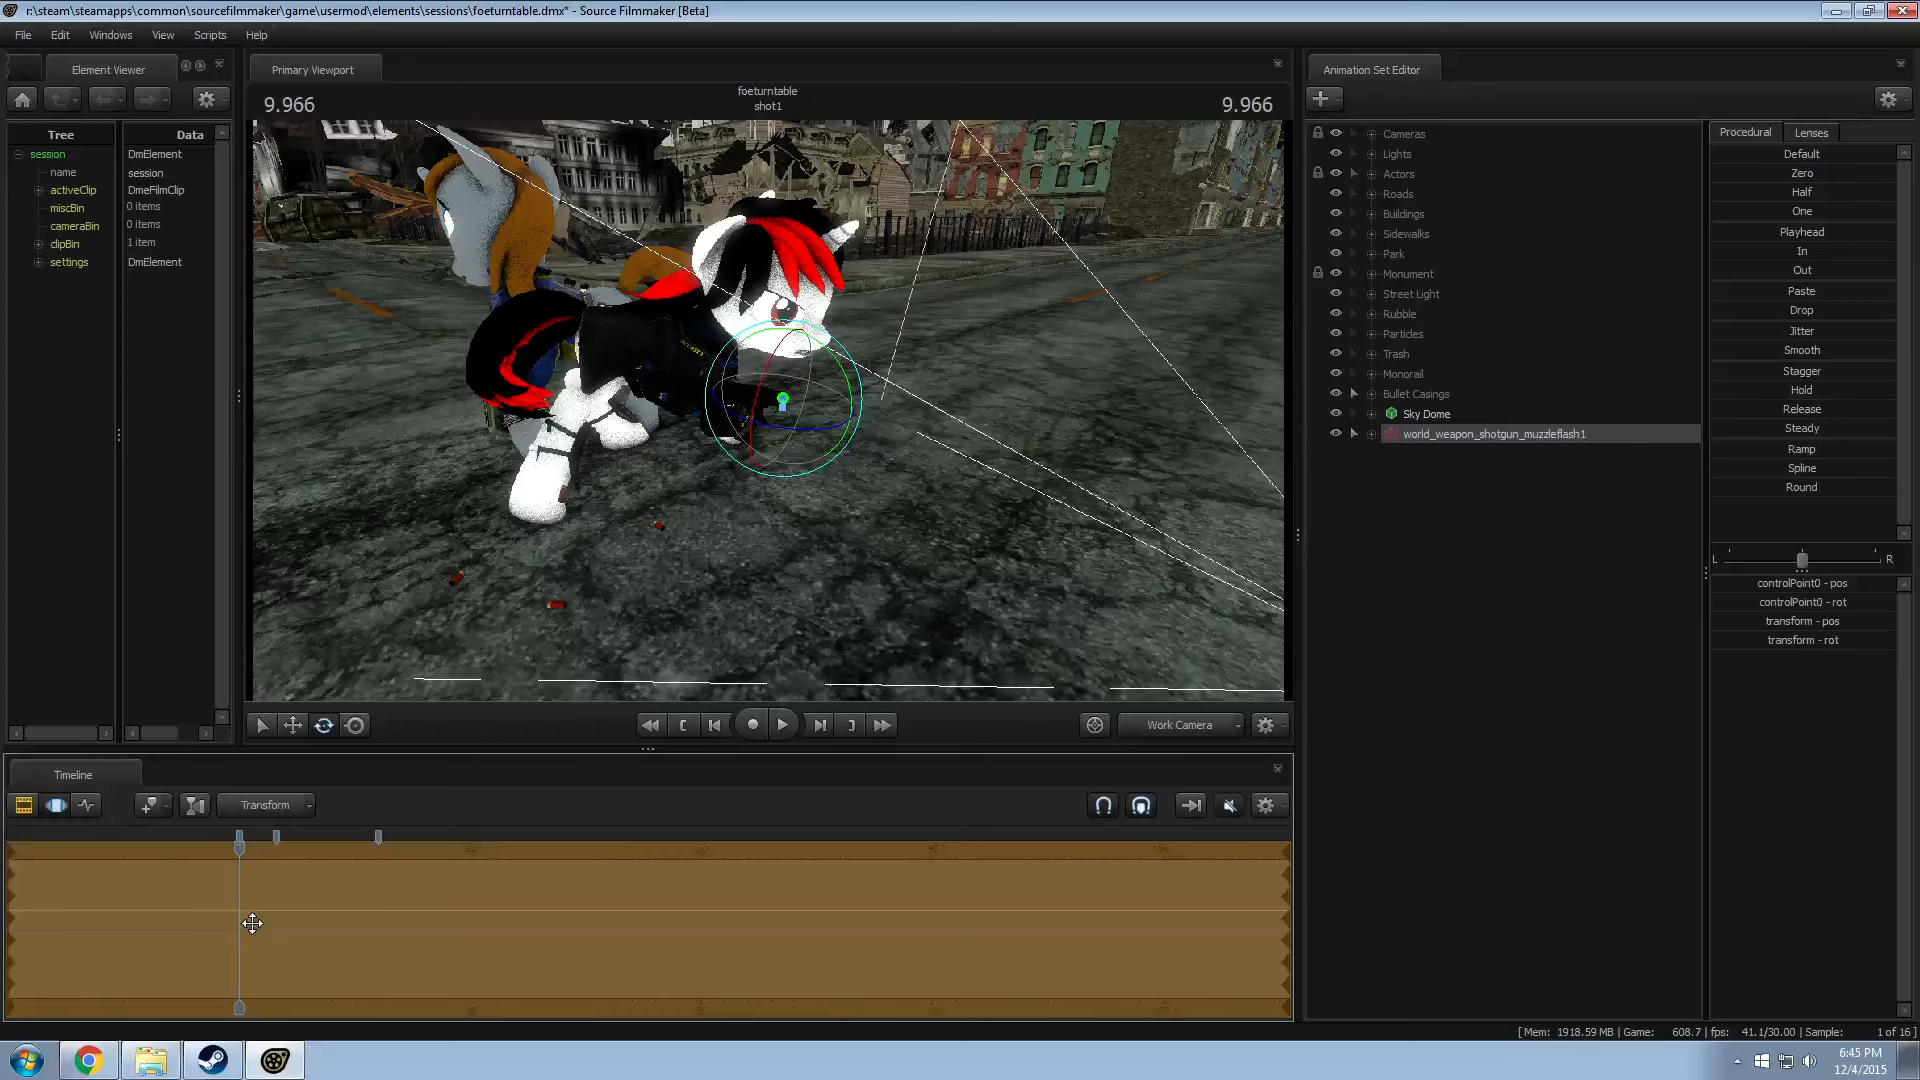 r:\steam\steamapps\common\sourcefilmmaker\game\usermod\elements\sessions\foeturntable.dmx* - Source Filmmaker [Beta]
File Edit Windows View Scripts Help
Element Viewer
Primary Viewport
Animation Set Editor
9.966
foeturntable
shot1
9.966
Tree Data
session DmElement
name session
activeClip DmeFilmClip
miscBin 0 items
cameraBin 0 items
clipBin 1 item
settings DmElement
Cameras
Lights
Actors
Roads
Buildings
Sidewalks
Park
Monument
Street Light
Rubble
Particles
Trash
Monorail
Bullet Casings
Sky Dome
world_weapon_shotgun_muzzleflash1
Procedural Lenses
Default
Zero
Half
One
Playhead
In
Out
Paste
Drop
Jitter
Smooth
Stagger
Hold
Release
Steady
Ramp
Spline
Round
L R
controlPoint0 - pos
controlPoint0 - rot
transform - pos
transform - rot
Work Camera
Timeline
Transform
[ Mem: 1918.59 MB | Game: 608.7 | fps: 41.1/30.00 | Sample: 1 of 16 ]
6:45 PM
12/4/2015